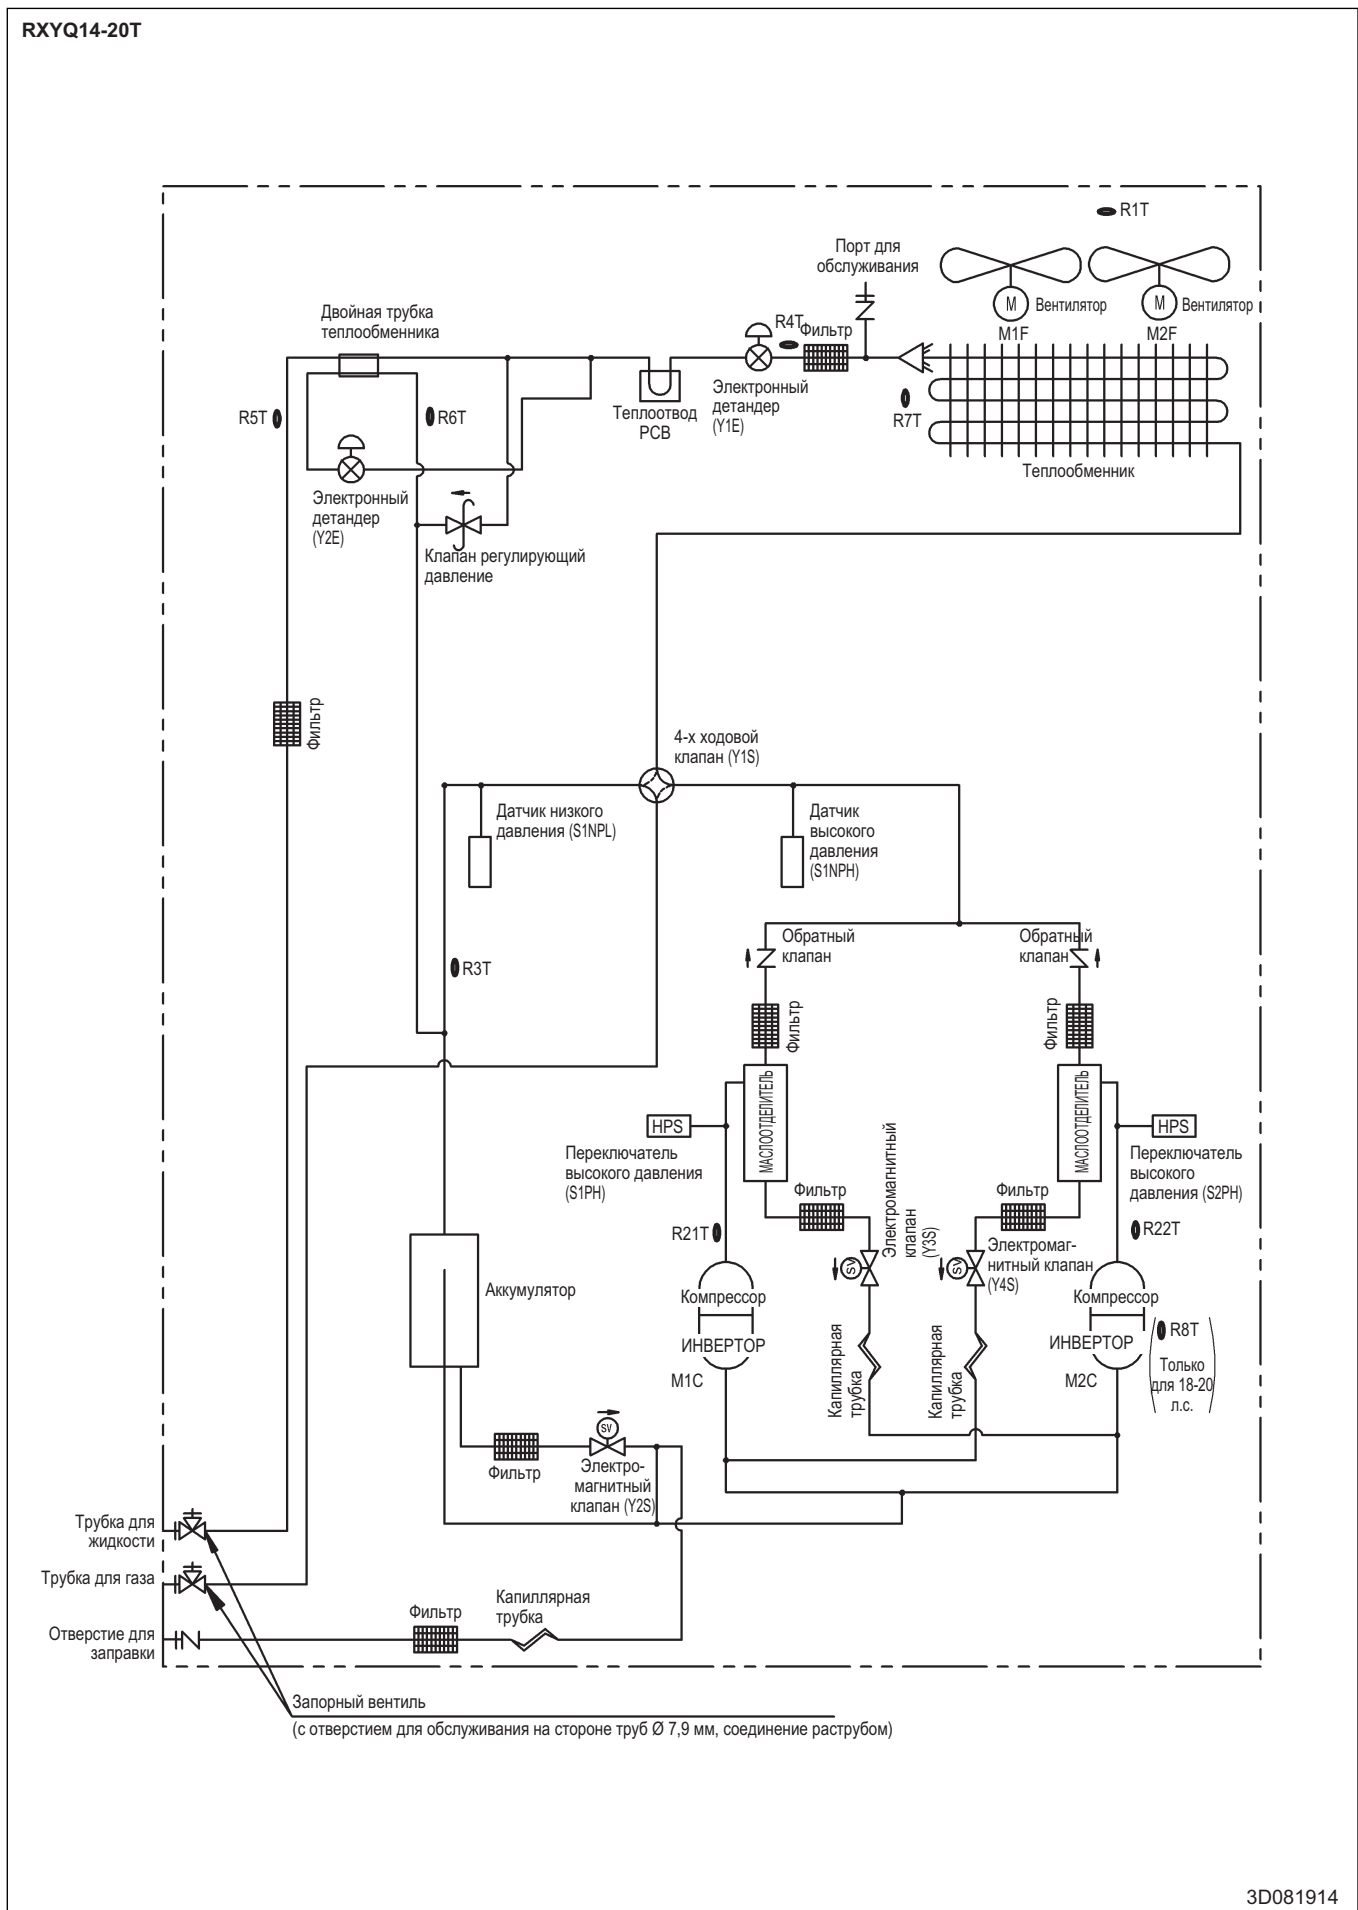 RXYQ14-20T
R1T
Порт для
обслуживания
M
Вентилятор
M1F
M
Вентилятор
M2F
Двойная трубка
теплообменника
R4T
Фильтр
Электронный
детандер
(Y1E)
Теплоотвод
PCB
R7T
Теплообменник
R5T
R6T
Электронный
детандер
(Y2E)
Клапан регулирующий
давление
Фильтр
4-х ходовой
клапан (Y1S)
Датчик низкого
давления (S1NPL)
Датчик
высокого
давления
(S1NPH)
Обратный
клапан
Обратный
клапан
R3T
Фильтр
Фильтр
МАСЛООТДЕЛИТЕЛЬ
МАСЛООТДЕЛИТЕЛЬ
HPS
Переключатель
высокого давления
(S1PH)
HPS
Переключатель
высокого
давления (S2PH)
Фильтр
Электромагнитный
клапан
(Y3S)
Фильтр
R21T
R22T
SV
SV
Электромаг-
нитный клапан
(Y4S)
Аккумулятор
Компрессор
ИНВЕРТОР
M1C
Капиллярная
трубка
Капиллярная
трубка
Компрессор
ИНВЕРТОР
M2C
R8T
Только
для 18-20
л.с.
SV
Фильтр
Электро-
магнитный
клапан (Y2S)
Трубка для
жидкости
Трубка для газа
Отверстие для
заправки
Фильтр
Капиллярная
трубка
Запорный вентиль
(с отверстием для обслуживания на стороне труб Ø 7,9 мм, соединение раструбом)
3D081914